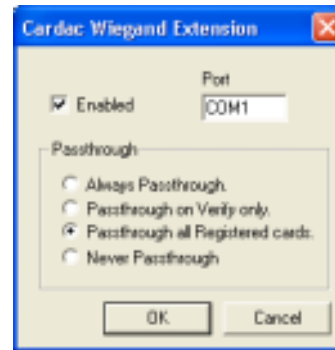 Cardac Wiegand Extension
Port
Enabled
COM1
Passthrough
Always Passthrough.
Passthrough on Verify only.
Passthrough all Registered cards.
Never Passthrough
OK
Cancel